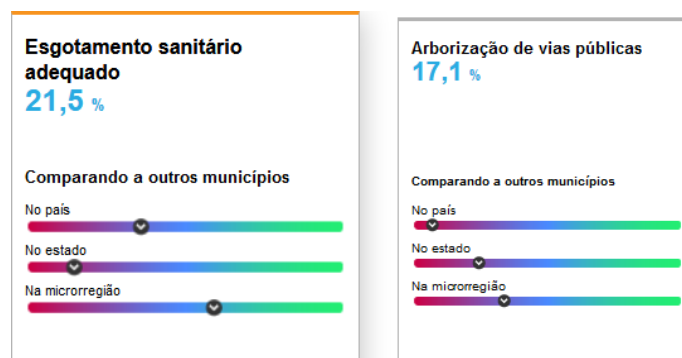 Esgotamento sanitário
adequado
21,5 %
Comparando a outros municípios
No país
No estado
Na microrregião
Arborização de vias públicas
17,1 %
Comparando a outros municípios
No país
No estado
Na microrregião